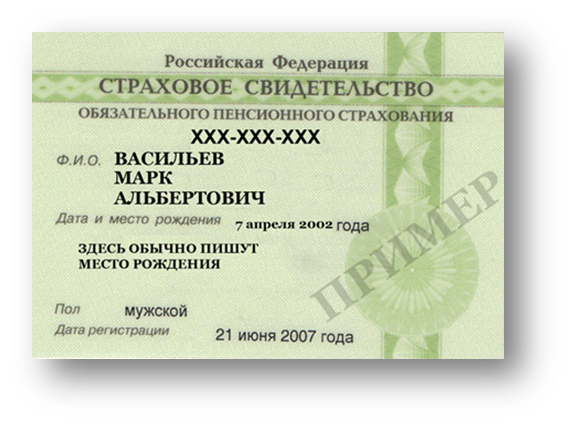 Российская Федерация
СТРАХОВОЕ СВИДЕТЕЛЬСТВО
ОБЯЗАТЕЛЬНОГО ПЕНСИОННОГО СТРАХОВАНИЯ
XXX-XXX-XXX
Ф.И.О. ВАСИЛЬЕВ
МАРК
АЛЬБЕРТОВИЧ
Дата и место рождения 7 апреля 2002 года
ЗДЕСЬ ОБЫЧНО ПИШУТ
МЕСТО РОЖДЕНИЯ
ПРИМЕР
Пол мужской
Дата регистрации 21 июня 2007 года